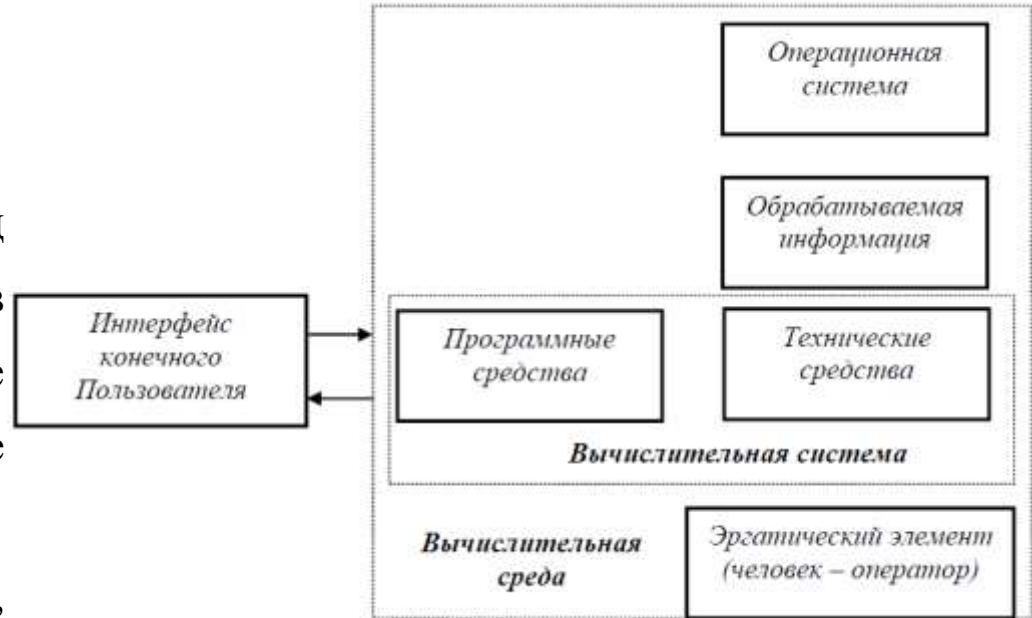 Операционная
система
Обрабатываемая
информация
Интерфейс
конечного
Пользователя
Программные
средства
Технические
средства
Вычислительная система
Вычислительная
среда
Эргатический элемент
(человек – оператор)